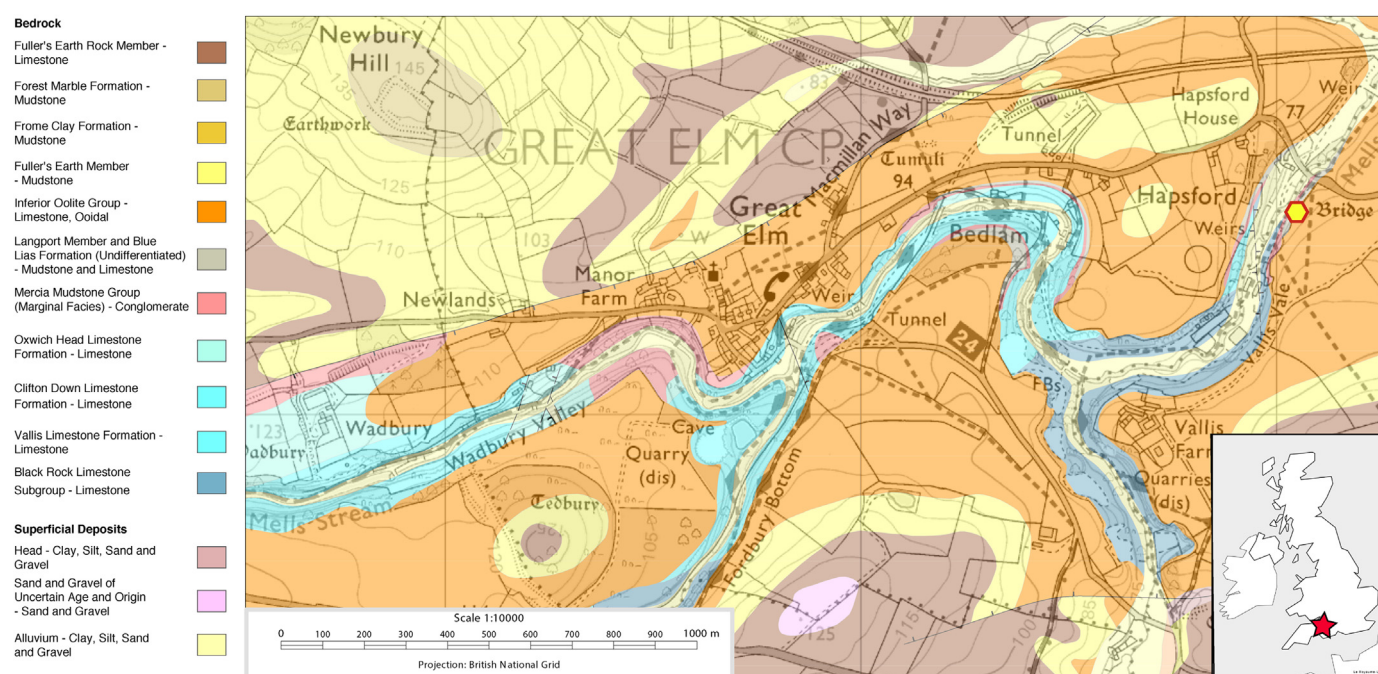 Bedrock
Fuller's Earth Rock Member -
Limestone
Forest Marble Formation -
Mudstone
Frome Clay Formation -
Mudstone
Fuller's Earth Member
- Mudstone
Inferior Oolite Group -
Limestone, Ooidal
Langport Member and Blue
Lias Formation (Undifferentiated)
- Mudstone and Limestone
Mercia Mudstone Group
(Marginal Facies) - Conglomerate
Oxwich Head Limestone
Formation - Limestone
Clifton Down Limestone
Formation - Limestone
Vallis Limestone Formation -
Limestone
Black Rock Limestone
Subgroup - Limestone
Superficial Deposits
Head - Clay, Silt, Sand and
Gravel
Sand and Gravel of
Uncertain Age and Origin
- Sand and Gravel
Alluvium - Clay, Silt, Sand
and Gravel
Newbury
Hill
145
135
Earthwork
125
GREAT ELM CP
83
Macmillan Way
Tunnel
Hapsford
House
77
Weir
Mells
Tumuli
94
Great
Elm
Hapsford
Bridge
Weirs
Bedlam
W
103
110
Manor
Farm
Newlands
Weir
Tunnel
24
Vallis Vale
FBs
110
123
Wadbury
Wadbury Valley
Cave
Quarry
(dis)
Vallis
Farm
Quarries
(dis)
Mells Stream
Tedbury
125
120
105
Fordbury Bottom
125
115
100
85
Scale 1:10000
0 100 200 300 400 500 600 700 800 900 1000 m
Projection: British National Grid